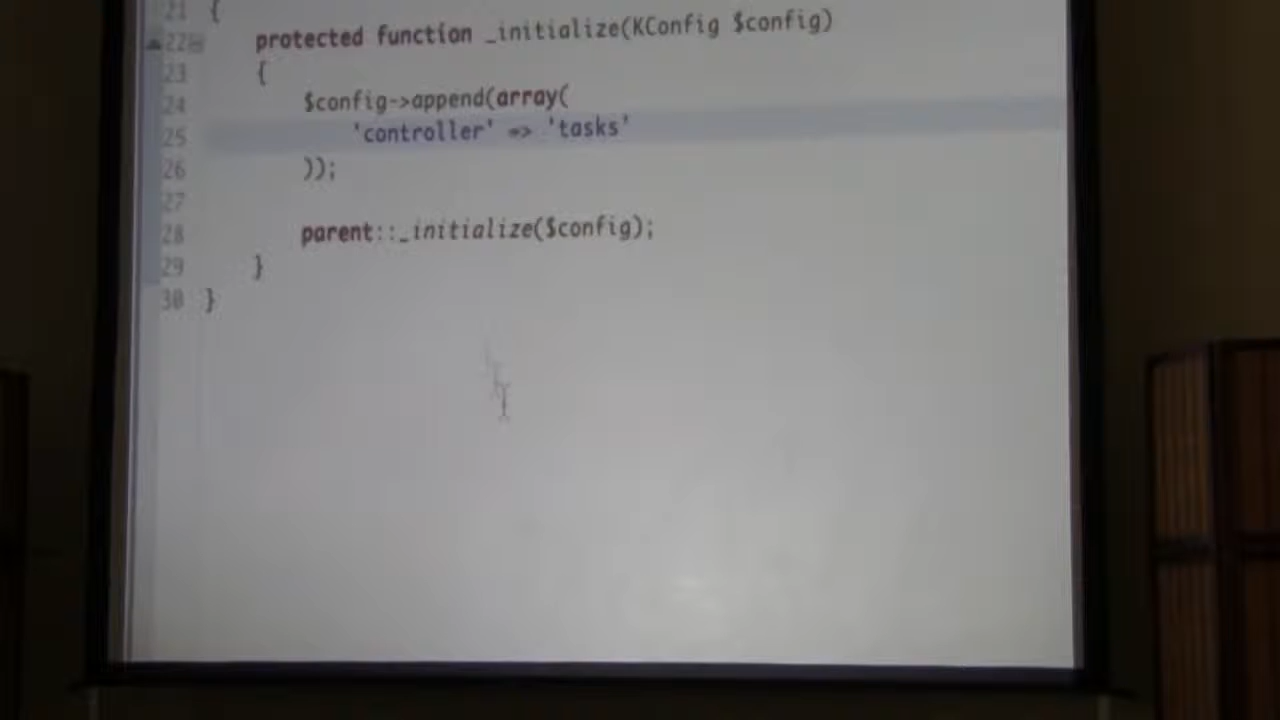 21 {
22 protected function _initialize(KConfig $config)
23 {
24 $config->append(array(
25 'controller' => 'tasks'
26 ));
27
28 parent::_initialize($config);
29 }
30 }